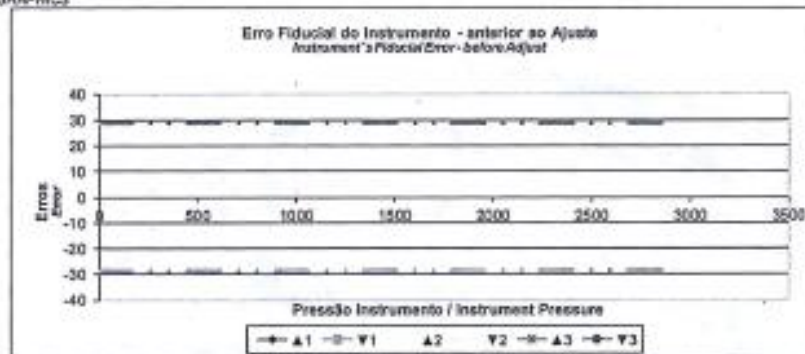 Erro Fiducial do Instrumento - anterior ao Ajuste
Instrument's Fiducial Error - before Adjust
40
30
20
10
0
-10
-20
-30
-40
Erros
Error
0 500 1000 1500 2000 2500 3000 3500
Pressão Instrumento / Instrument Pressure
▲1 ▼1 ▲2 ▼2 ▲3 ▼3